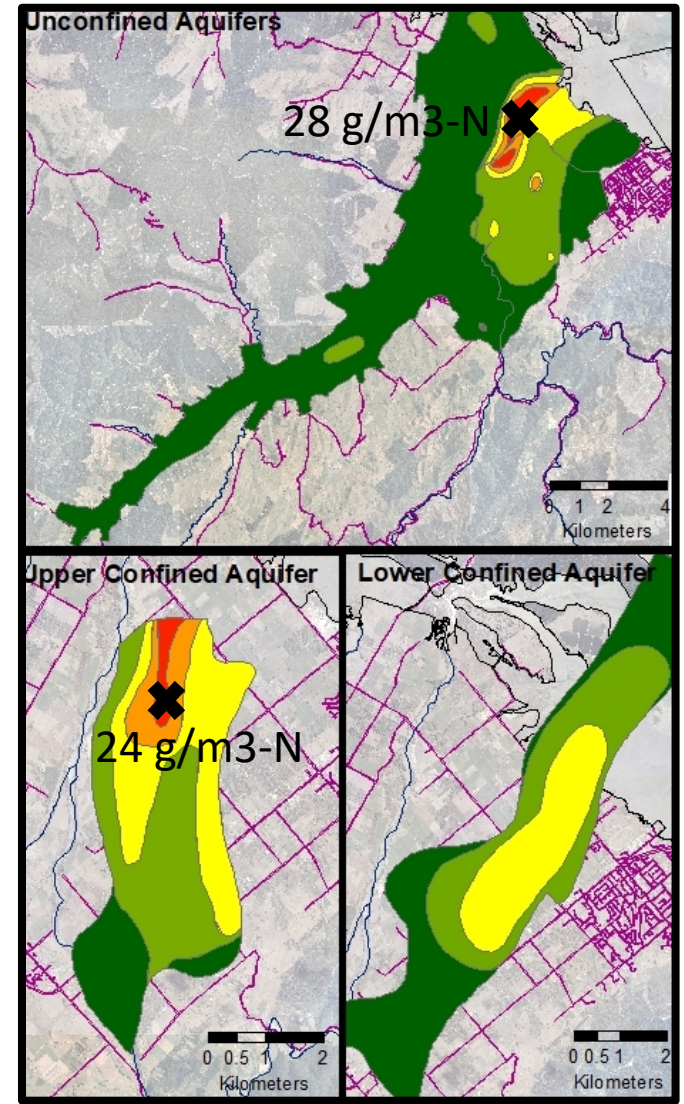 Unconfined Aquifers
28 g/m3-N
0 1 2 4
Kilometers
Upper Confined Aquifer
24 g/m3-N
0 0.5 1 2
Kilometers
Lower Confined Aquifer
0 0.5 1 2
Kilometers